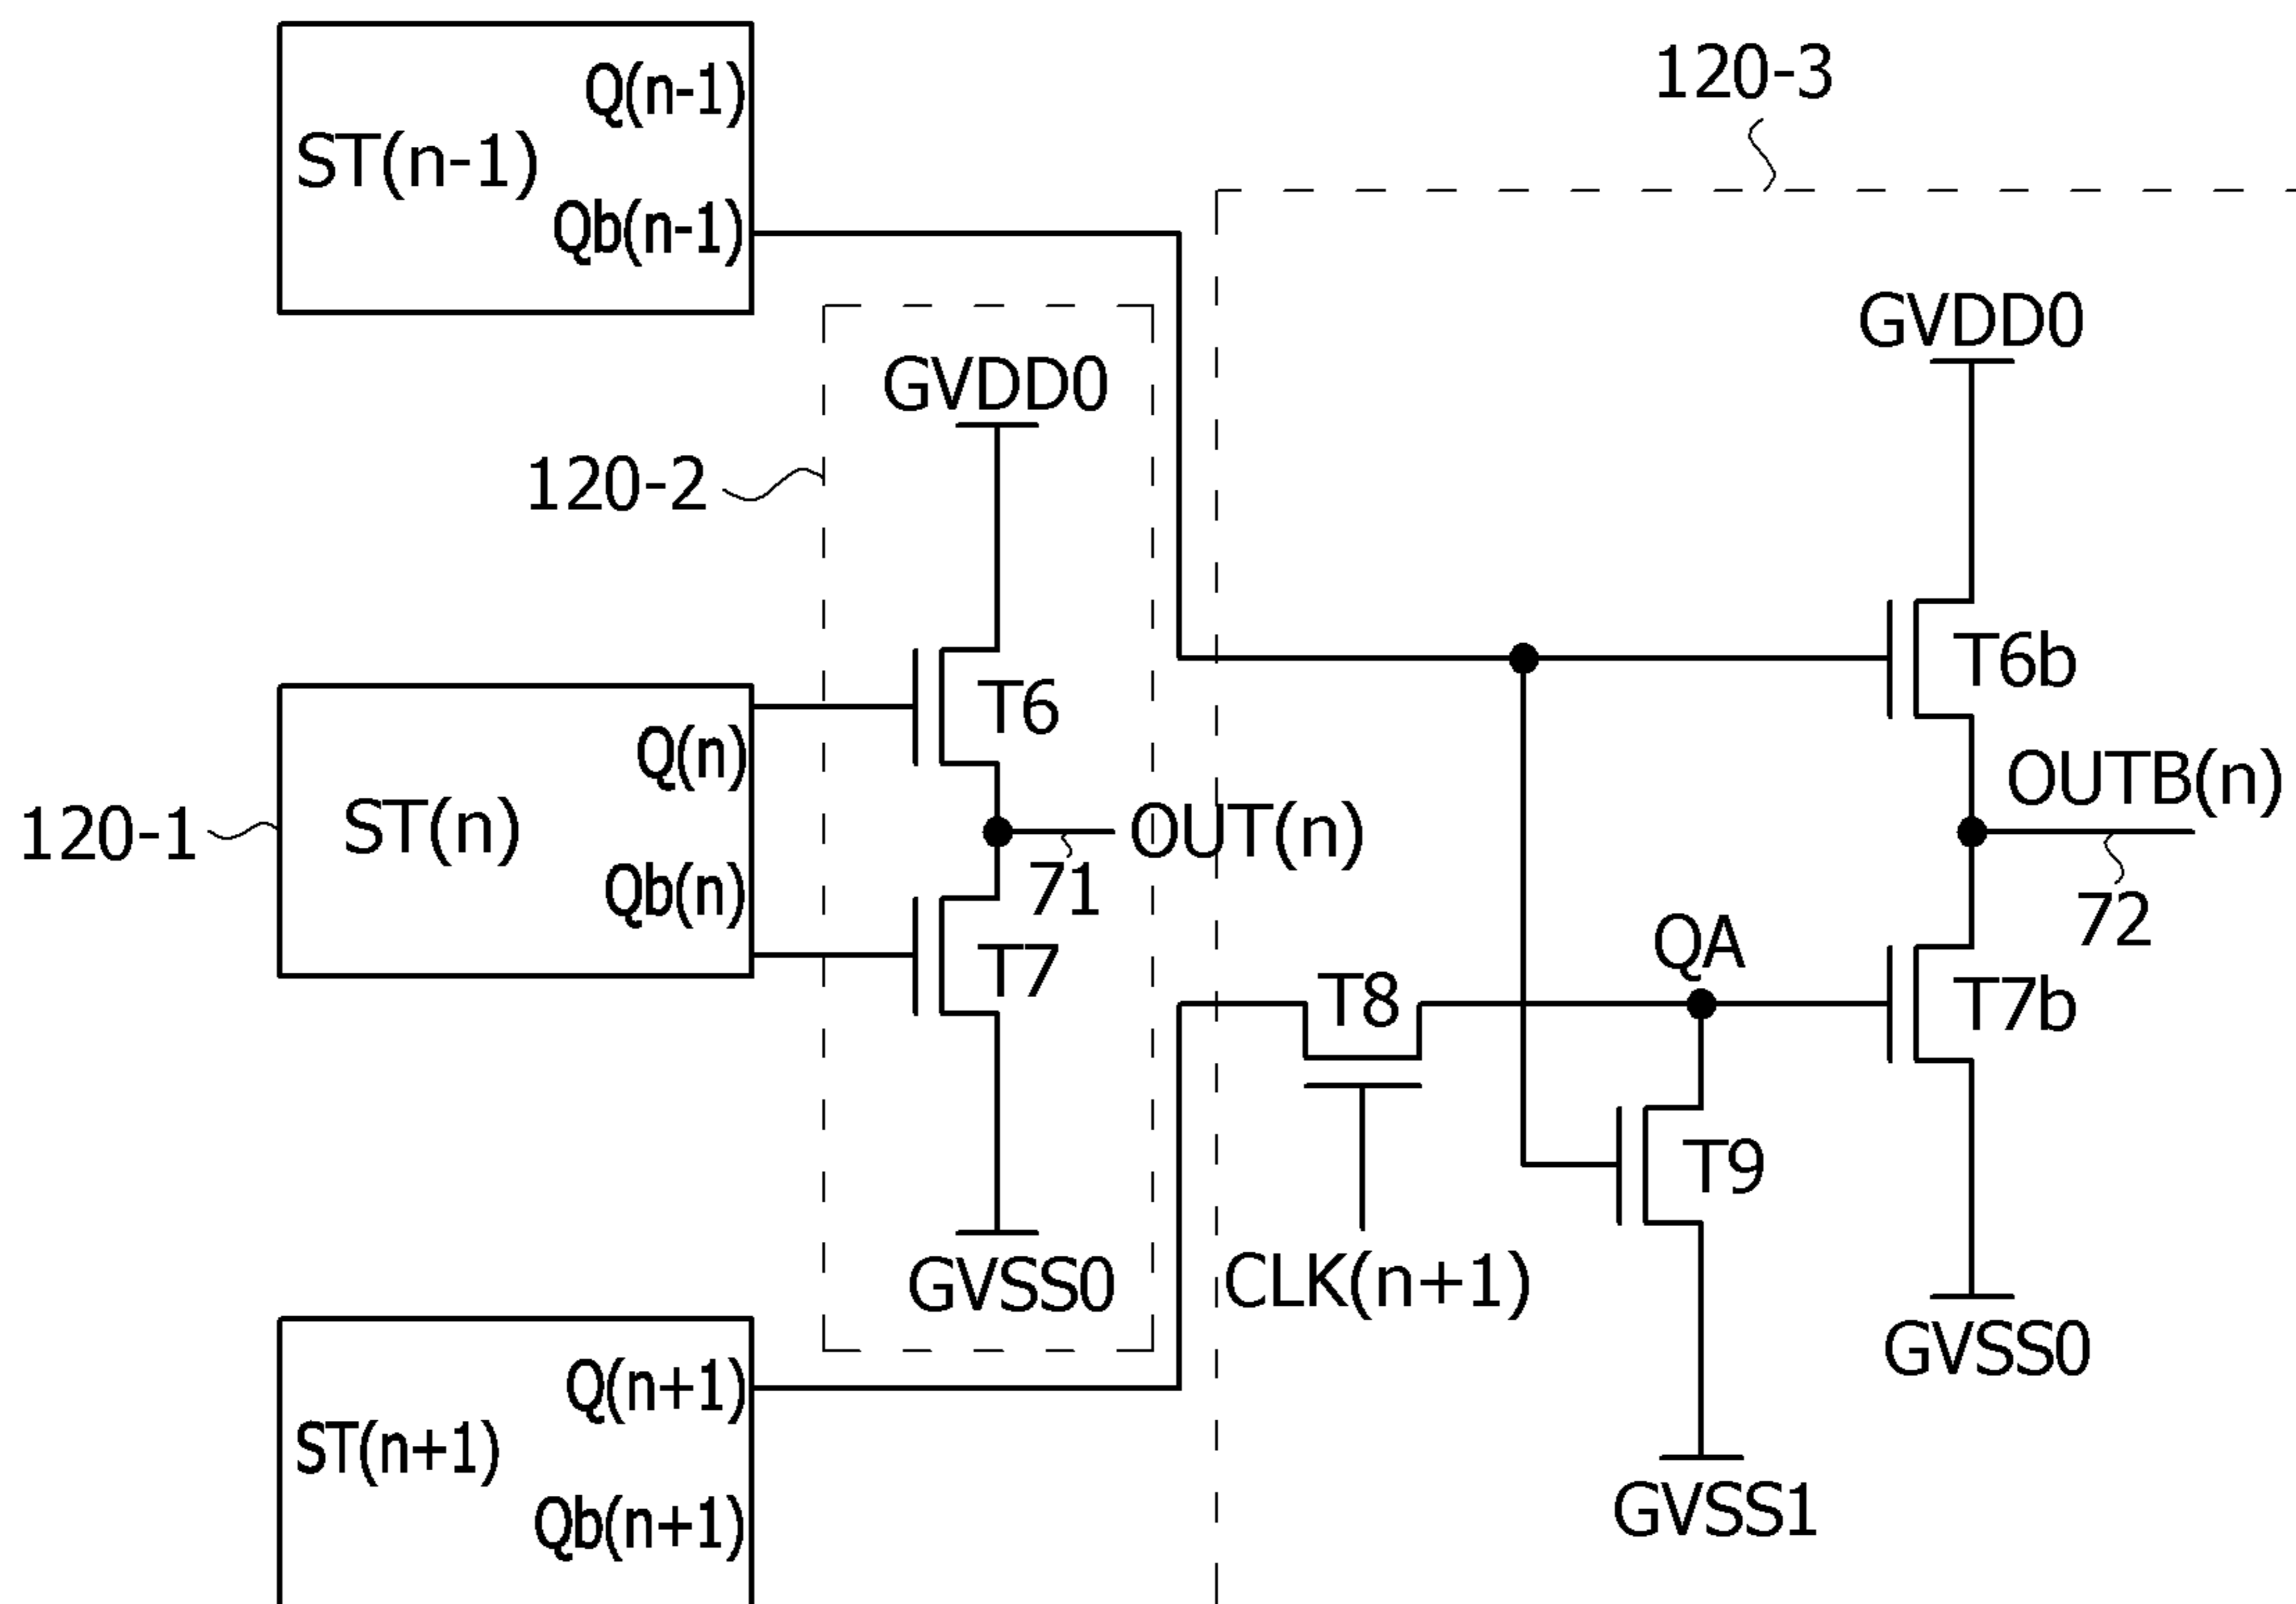 Q(n-1)
ST(n-1)
Qb(n-1)
120-3
GVDD0
GVDD0
120-2
T6b
T6
Q(n)
OUTB(n)
120-1
ST(n)
OUT(n)
Qb(n)
71
72
QA
T7
T8
T7b
T9
GVSS0
CLK(n+1)
GVSS0
Q(n+1)
ST(n+1)
GVSS1
Qb(n+1)